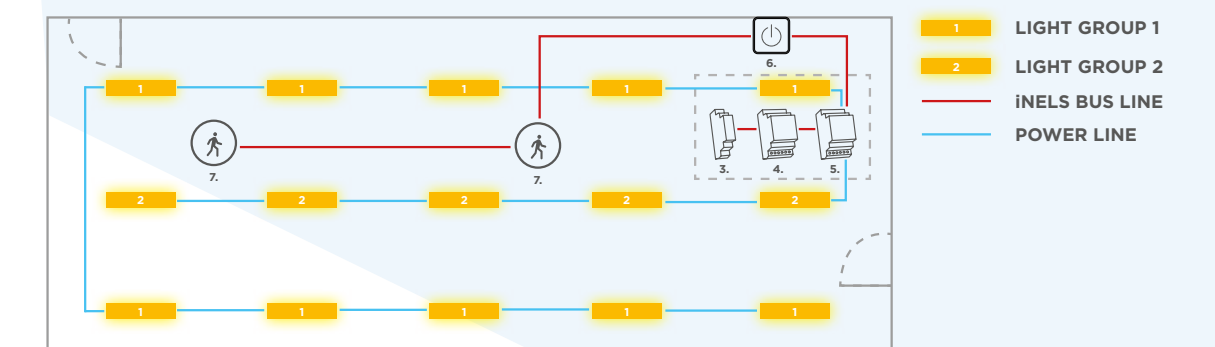 1 LIGHT GROUP 1
2 LIGHT GROUP 2
iNELS BUS LINE
POWER LINE
6.
1 1 1 1 1
7. 7. 3. 4. 5.
2 2 2 2 2
1 1 1 1 1